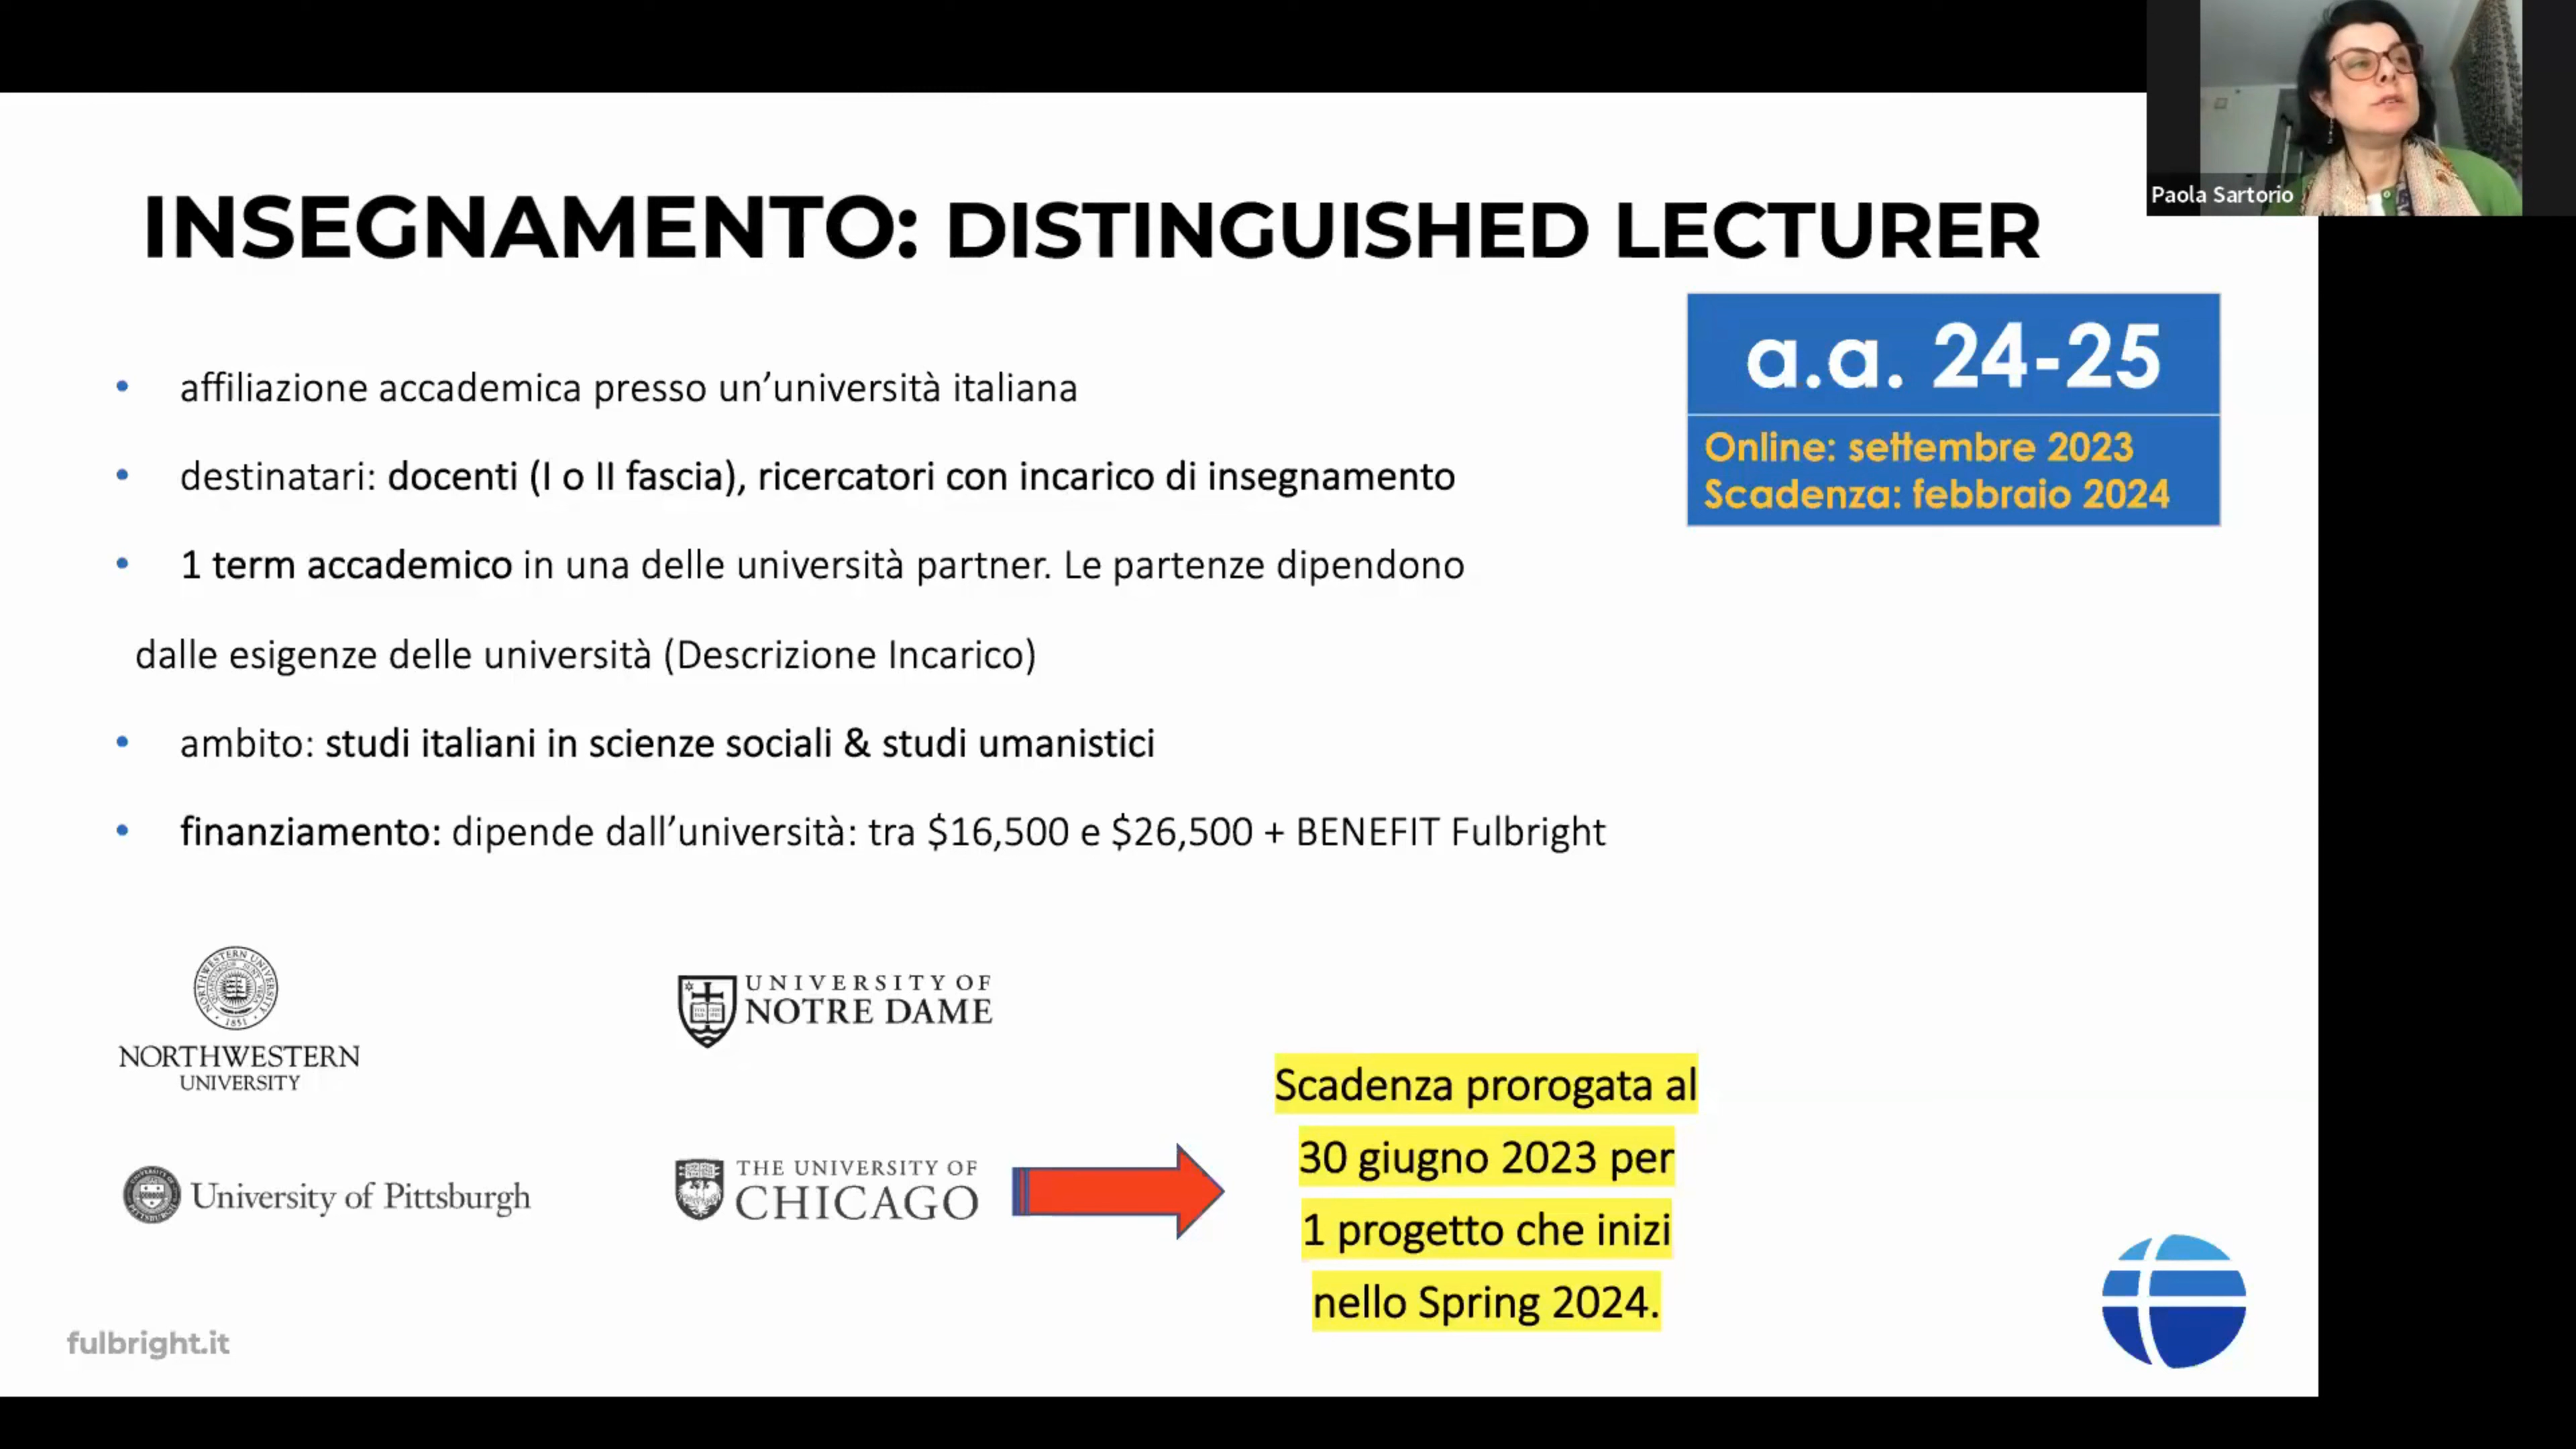 Paola Sartorio
INSEGNAMENTO: DISTINGUISHED LECTURER
a.a. 24-25
Online: settembre 2023
Scadenza: febbraio 2024
• affiliazione accademica presso un’università italiana
• destinatari: docenti (I o II fascia), ricercatori con incarico di insegnamento
• 1 term accademico in una delle università partner. Le partenze dipendono
dalle esigenze delle università (Descrizione Incarico)
• ambito: studi italiani in scienze sociali & studi umanistici
• finanziamento: dipende dall’università: tra $16,500 e $26,500 + BENEFIT Fulbright
NORTHWESTERN UNIVERSITY
1851
NORTHWESTERN
UNIVERSITY
UNIVERSITY OF
NOTRE DAME
University of Pittsburgh
THE UNIVERSITY OF
CHICAGO
Scadenza prorogata al
30 giugno 2023 per
1 progetto che inizi
nello Spring 2024.
fulbright.it